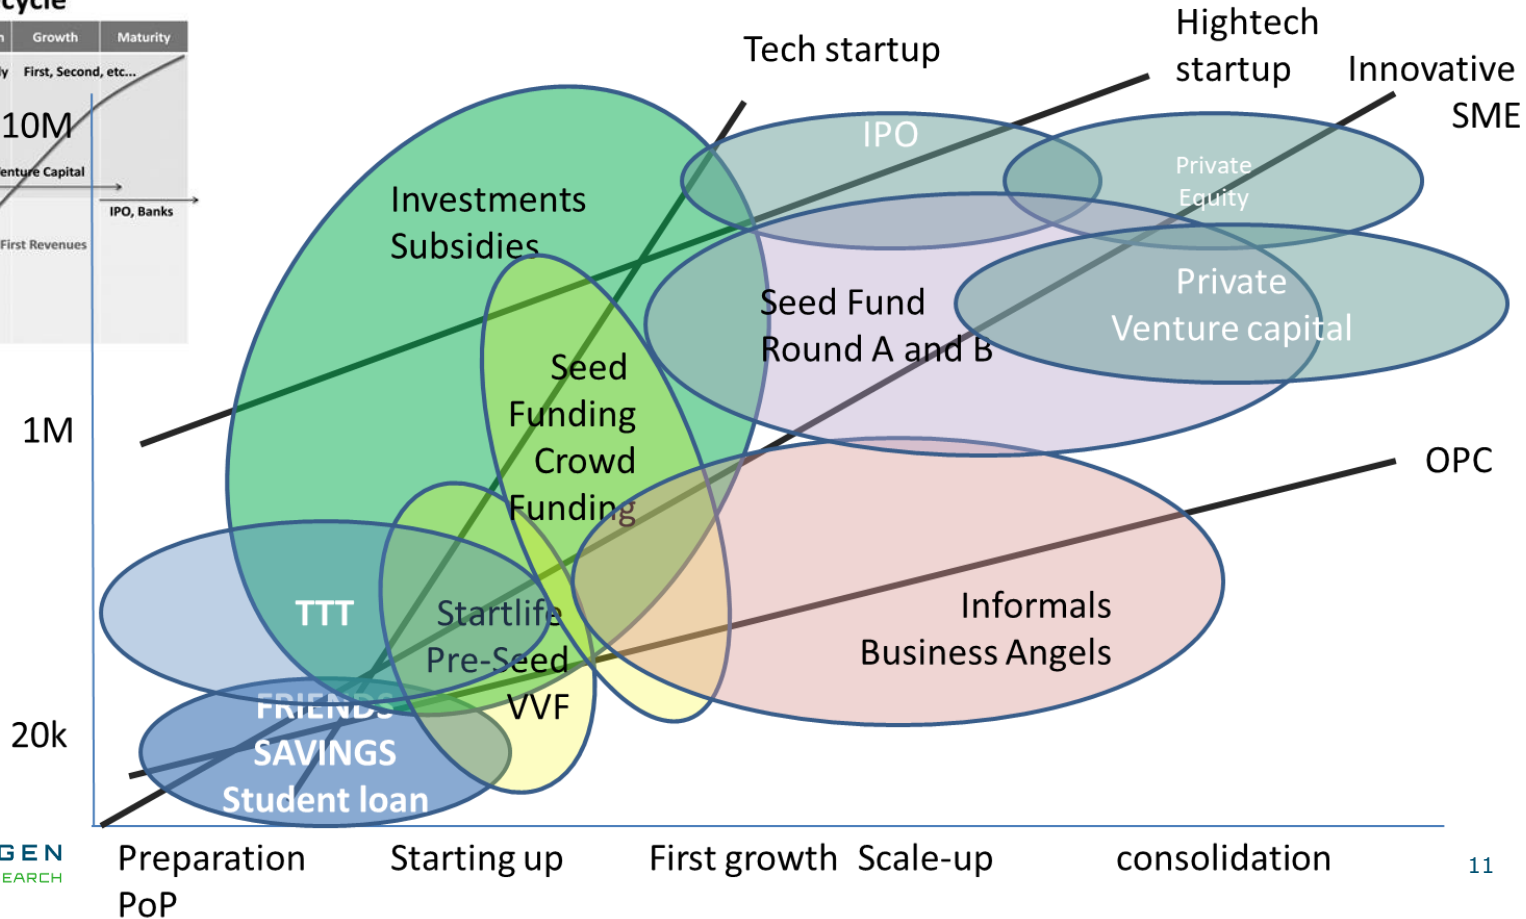 Growth Maturity
First, Second, etc...
10M
Venture Capital
IPO, Banks
First Revenues
Tech startup
Hightech
startup
Innovative
SME
IPO
Private
Equity
Investments
Subsidies
Private
Venture capital
Seed Fund
Round A and B
Seed
Funding
Crowd
Funding
1M
OPC
TTT
Startlife
Pre-Seed
VVF
Informals
Business Angels
20k
FRIENDS
SAVINGS
Student loan
Preparation
PoP
Starting up
First growth
Scale-up
consolidation
11